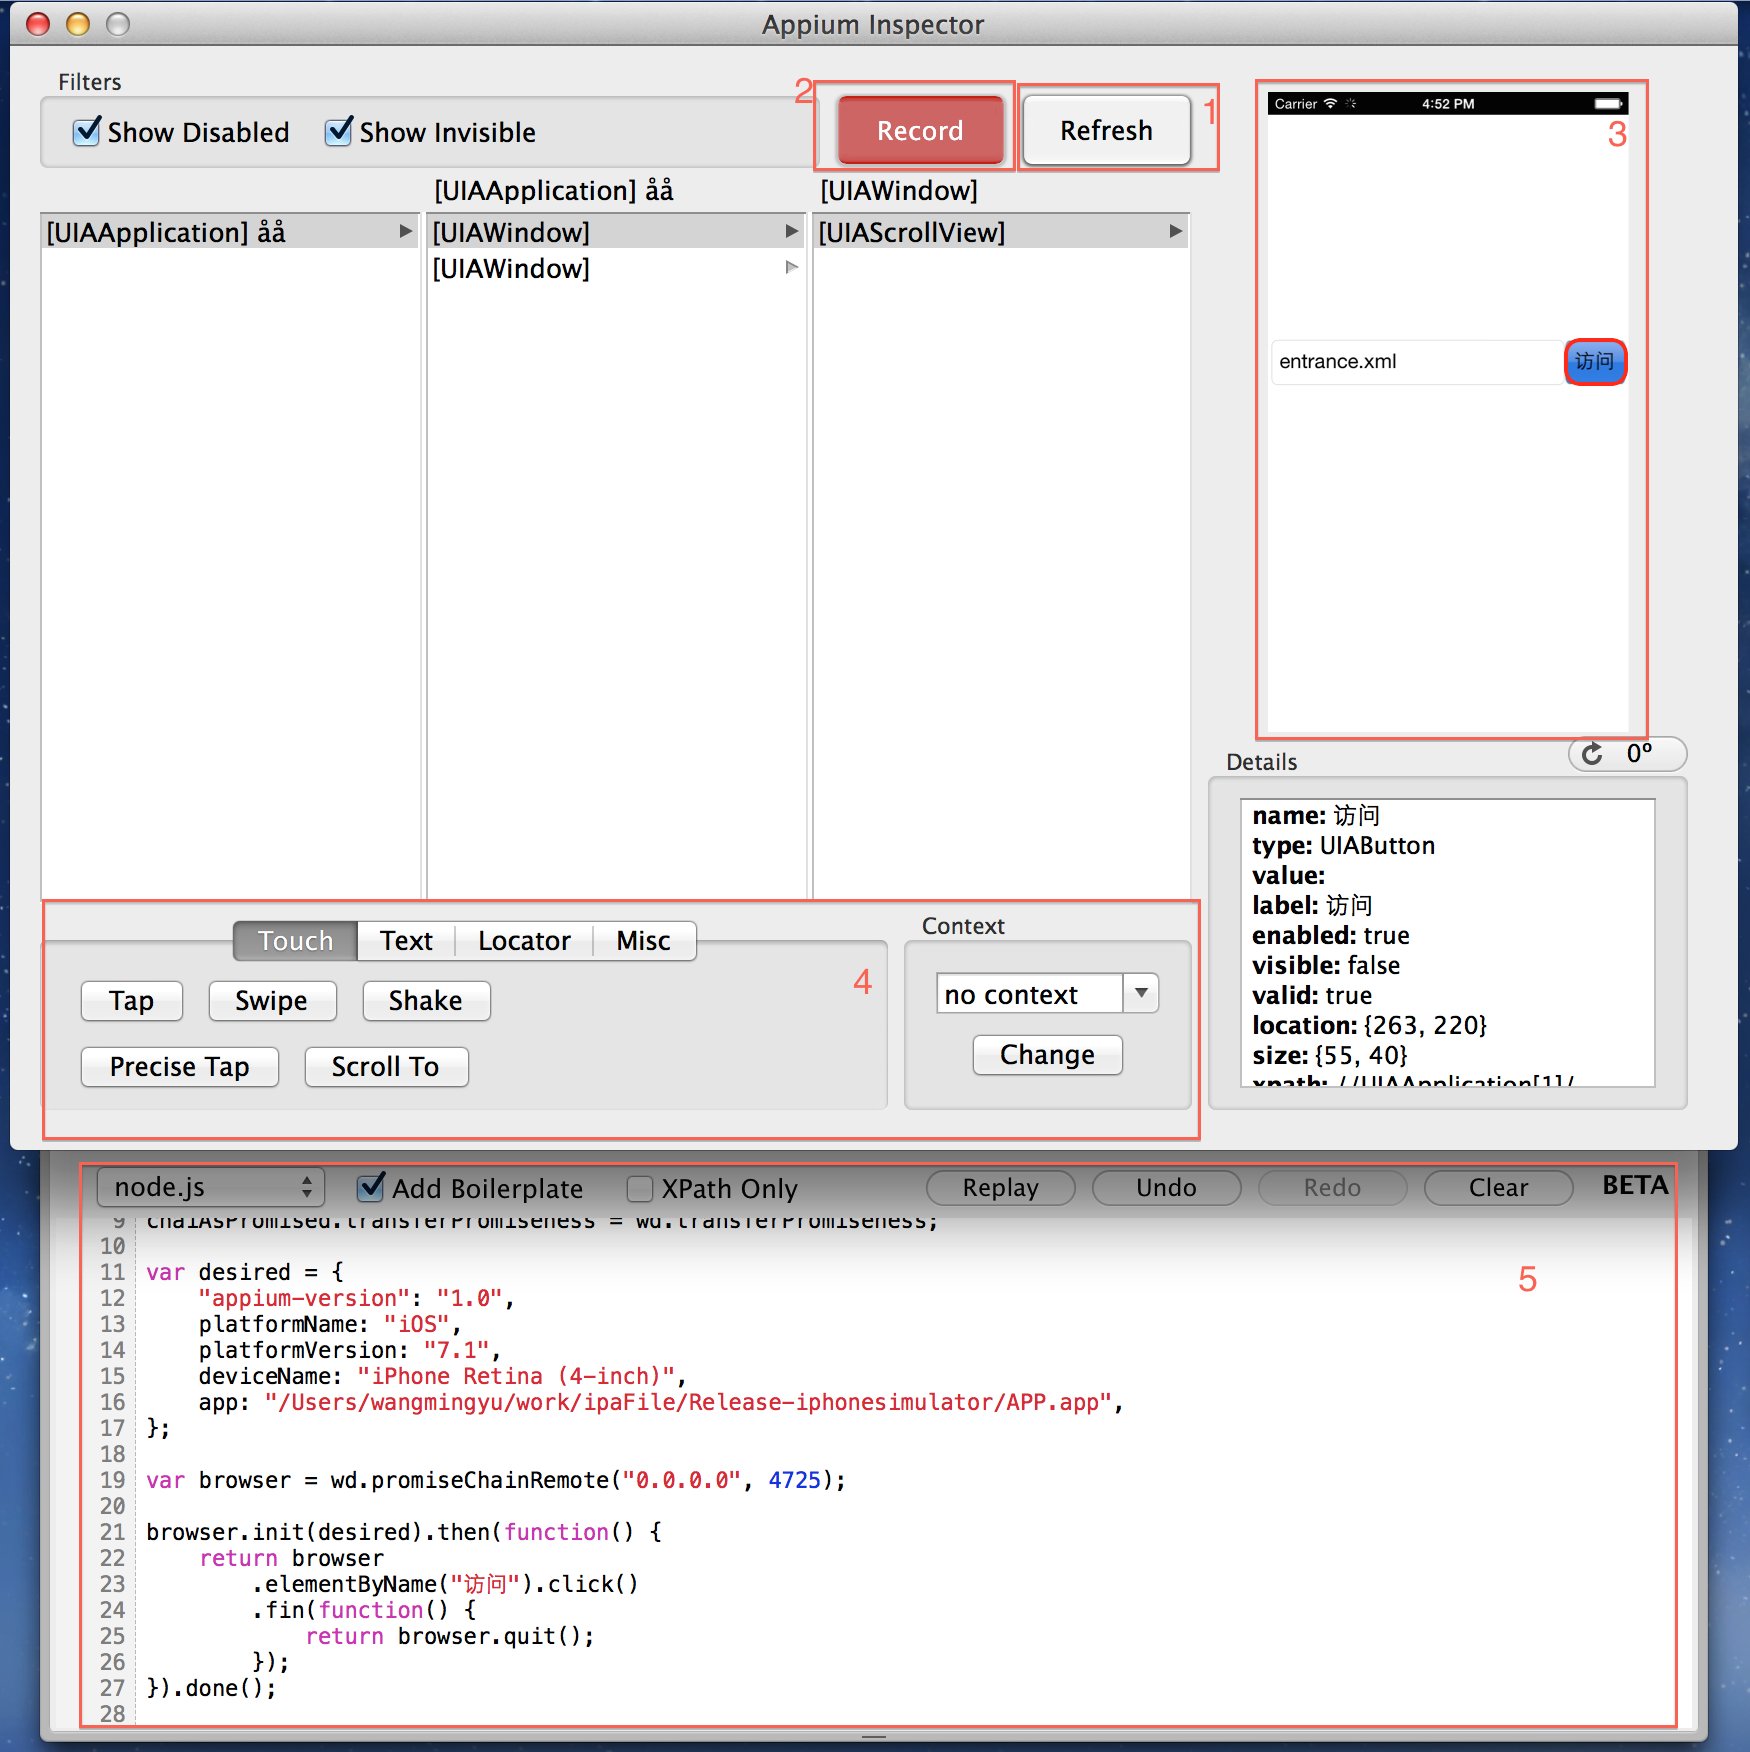 Appium Inspector
Filters
Show Disabled
Show Invisible
2
Record
Refresh
1
[UIAApplication] åå
[UIAWindow]
[UIAApplication] åå
[UIAWindow]
[UIAScrollView]
[UIAWindow]
Carrier
4:52 PM
3
entrance.xml
访问
0º
Details
name: 访问
type: UIAButton
value:
label: 访问
enabled: true
visible: false
valid: true
location: {263, 220}
size: {55, 40}
xpath: //UIAApplication[1]/
Touch
Text
Locator
Misc
4
Tap
Swipe
Shake
Precise Tap
Scroll To
Context
no context
Change
node.js
Add Boilerplate
XPath Only
Replay
Undo
Redo
Clear
BETA
5
9 chaiAsPromised.transferPromiseness = wd.transferPromiseness;
10
11 var desired = {
12 "appium-version": "1.0",
13 platformName: "iOS",
14 platformVersion: "7.1",
15 deviceName: "iPhone Retina (4-inch)",
16 app: "/Users/wangmingyu/work/ipaFile/Release-iphonesimulator/APP.app",
17 };
18
19 var browser = wd.promiseChainRemote("0.0.0.0", 4725);
20
21 browser.init(desired).then(function() {
22 return browser
23 .elementByName("访问").click()
24 .fin(function() {
25 return browser.quit();
26 });
27 }).done();
28